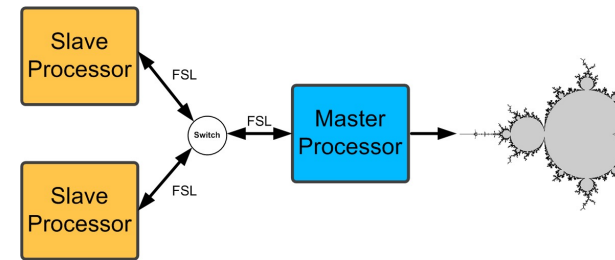 Slave
Processor
FSL
Switch
FSL
Master
Processor
FSL
Slave
Processor